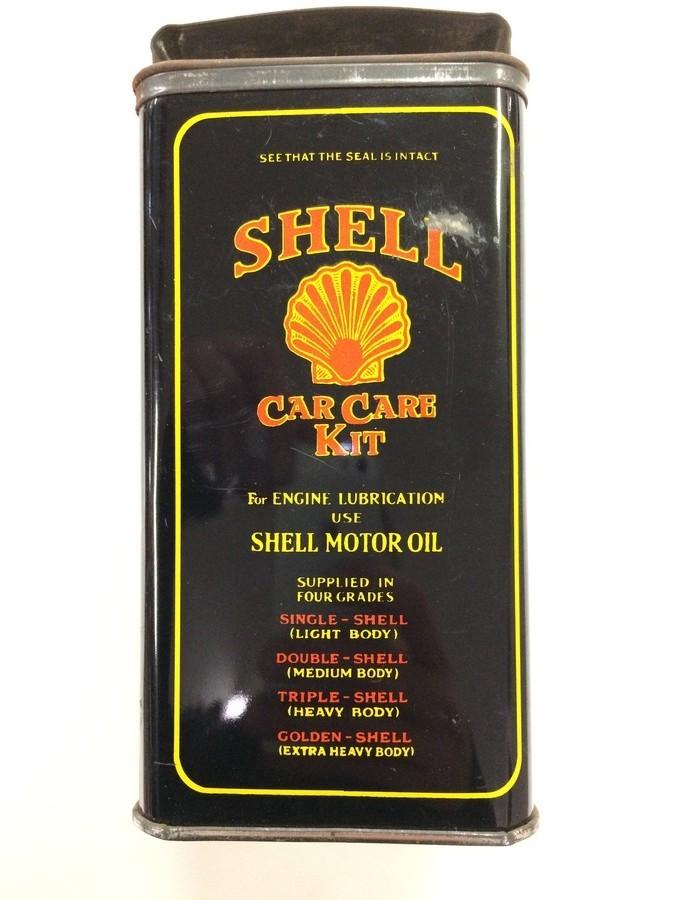 SEE THAT THE SEAL IS INTACT
SHELL
CAR CARE
KIT
For ENGINE LUBRICATION
USE
SHELL MOTOR OIL
SUPPLIED IN
FOUR GRADES
SINGLE - SHELL
(LIGHT BODY)
DOUBLE - SHELL
(MEDIUM BODY)
TRIPLE - SHELL
(HEAVY BODY)
GOLDEN - SHELL
(EXTRA HEAVY BODY)